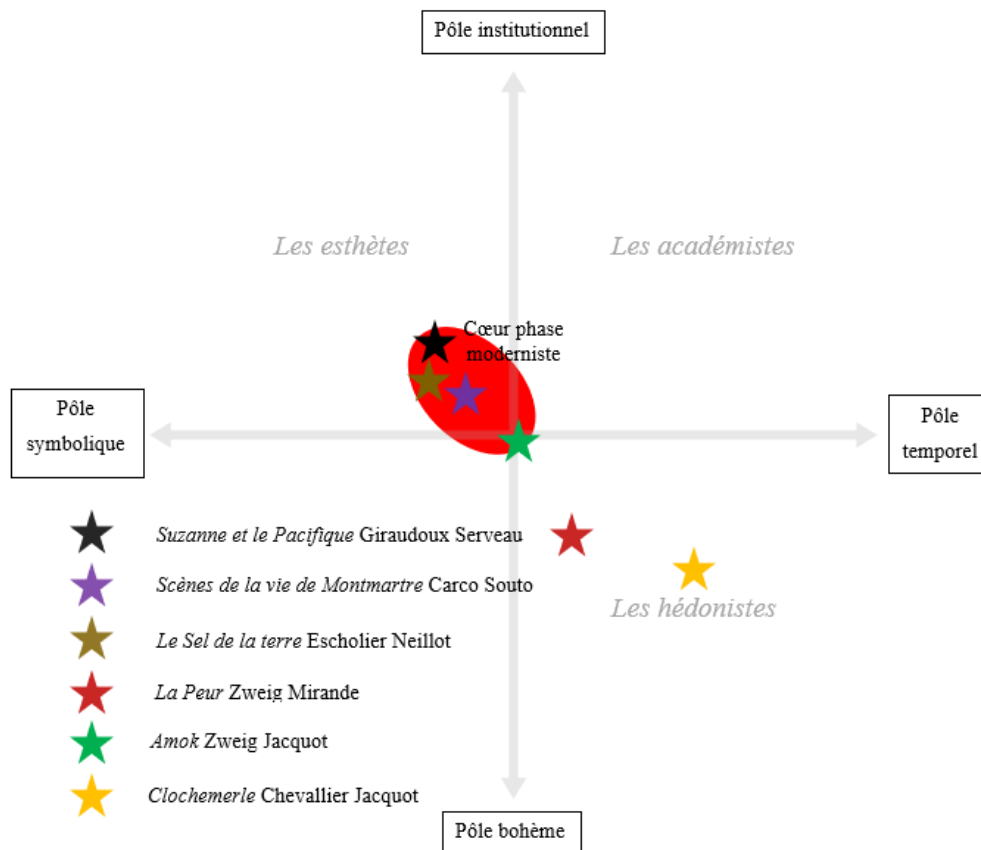 Pôle institutionnel
Les esthètes
Les académistes
Cœur phase
moderniste
Pôle
symbolique
Pôle
temporel
Suzanne et le Pacifique Giraudoux Serveau
Scènes de la vie de Montmartre Carco Souto
Les hédonistes
Le Sel de la terre Escholier Neillot
La Peur Zweig Mirande
Amok Zweig Jacquot
Clochemerle Chevallier Jacquot
Pôle bohème